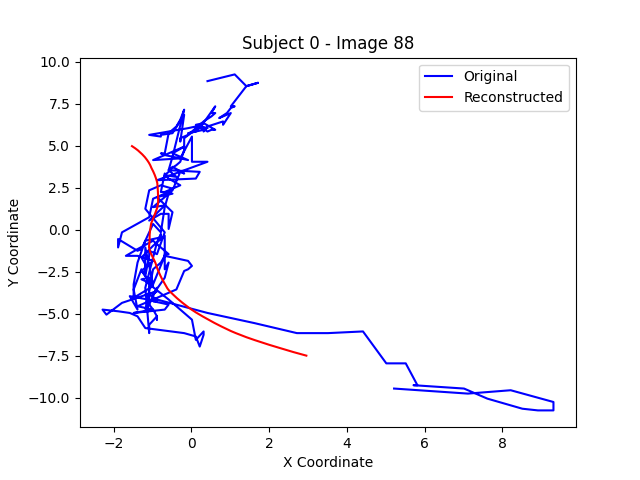 Subject 0 - Image 88
Original
Reconstructed
10.0
7.5
5.0
2.5
0.0
−2.5
−5.0
−7.5
−10.0
Y Coordinate
−2 0 2 4 6 8
X Coordinate